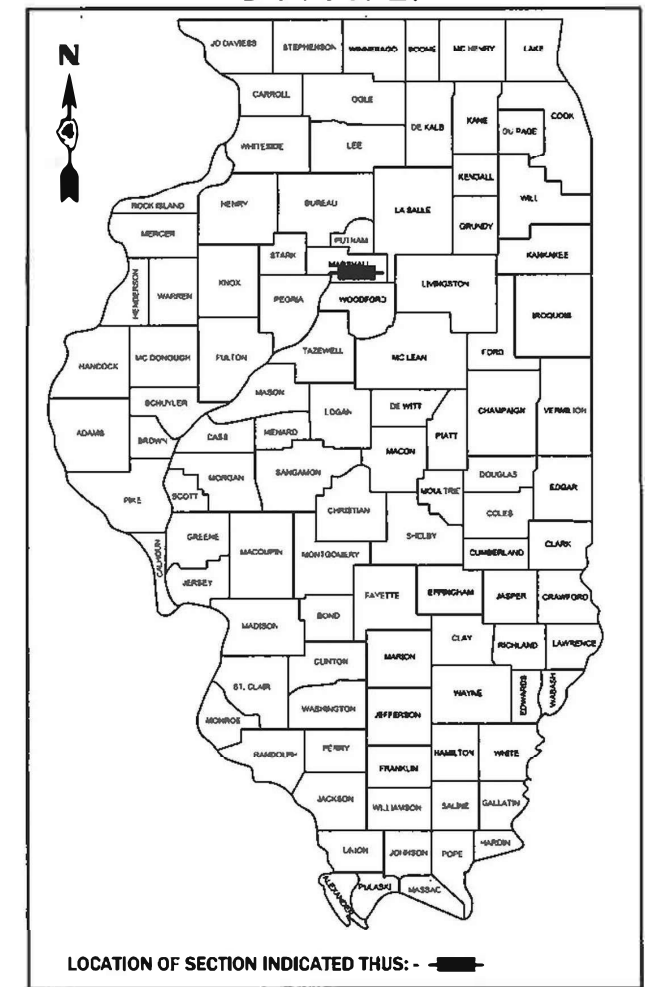 N
JO DAVIESS STEPHENSON WINNEBAGO BOONE MC HENRY LAKE
CARROLL OGLE DE KALB KANE DU PAGE COOK
WHITESIDE LEE
KENDALL
ROCK ISLAND HENRY BUREAU LA SALLE GRUNDY WILL
MERCER PUTNAM
STARK MARSHALL KANKAKEE
HENDERSON WARREN KNOX PEORIA WOODFORD LIVINGSTON IROQUOIS
HANCOCK MC DONOUGH FULTON TAZEWELL MC LEAN FORD
MASON
SCHUYLER LOGAN DE WITT CHAMPAIGN VERMILION
ADAMS BROWN CASS MENARD MACON PIATT
PIKE SCOTT MORGAN SANGAMON MOULTRIE DOUGLAS EDGAR
CHRISTIAN COLES
CALHOUN GREENE MACOUPIN MONTGOMERY SHELBY CUMBERLAND CLARK
JERSEY FAYETTE EFFINGHAM JASPER CRAWFORD
MADISON BOND
CLAY RICHLAND LAWRENCE
CLINTON MARION
ST. CLAIR WAYNE EDWARDS WABASH
MONROE WASHINGTON JEFFERSON
RANDOLPH PERRY HAMILTON WHITE
FRANKLIN
JACKSON WILLIAMSON SALINE GALLATIN
UNION JOHNSON POPE HARDIN
ALEXANDER PULASKI MASSAC
LOCATION OF SECTION INDICATED THUS: -